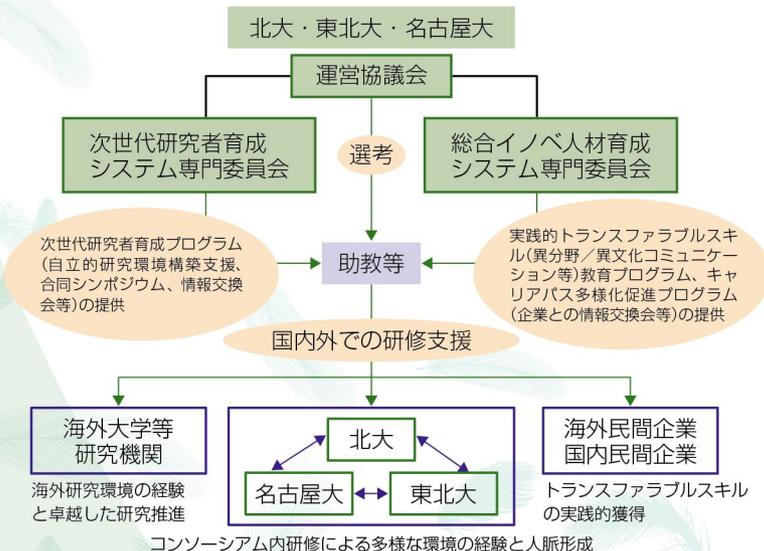 北大・東北大・名古屋大
運営協議会
次世代研究者育成
システム専門委員会
選考
総合イノベ人材育成
システム専門委員会
次世代研究者育成プログラム
(自立的研究環境構築支援、
合同シンポジウム、情報交換
会等)の提供
助教等
実践的トランスファラブルスキ
ル(異分野／異文化コミュニケー
ション等)教育プログラム、キャ
リアパス多様化促進プログラム
(企業との情報交換会等)の提供
国内外での研修支援
海外大学等
研究機関
海外研究環境の経験
と卓越した研究推進
北大
名古屋大
東北大
海外民間企業
国内民間企業
トランスファラブルスキル
の実践的獲得
コンソーシアム内研修による多様な環境の経験と人脈形成